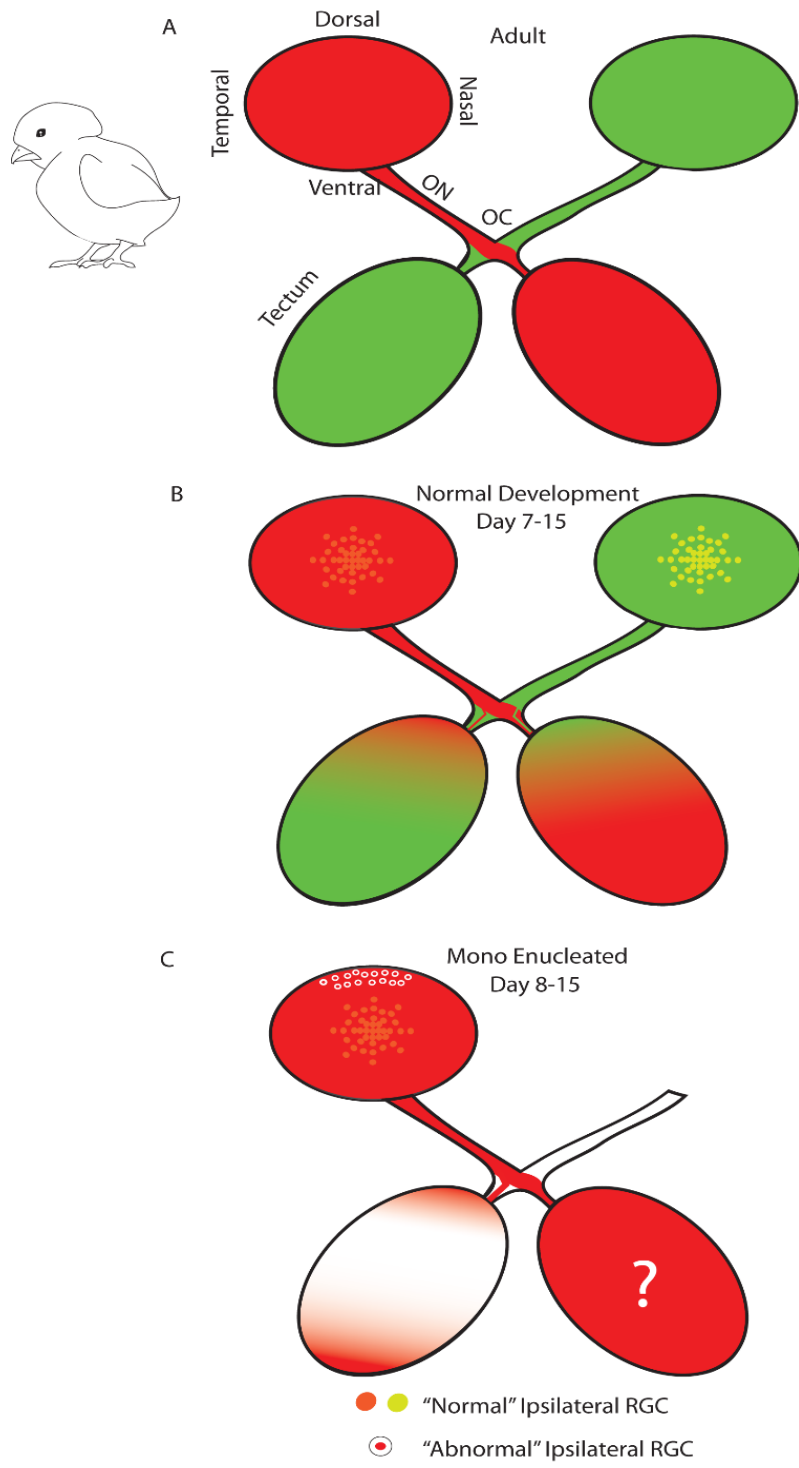 A
Dorsal
Adult
Temporal
Nasal
Ventral
ON
OC
Tectum
B
Normal Development
Day 7-15
C
Mono Enucleated
Day 8-15
?
"Normal" Ipsilateral RGC
"Abnormal" Ipsilateral RGC